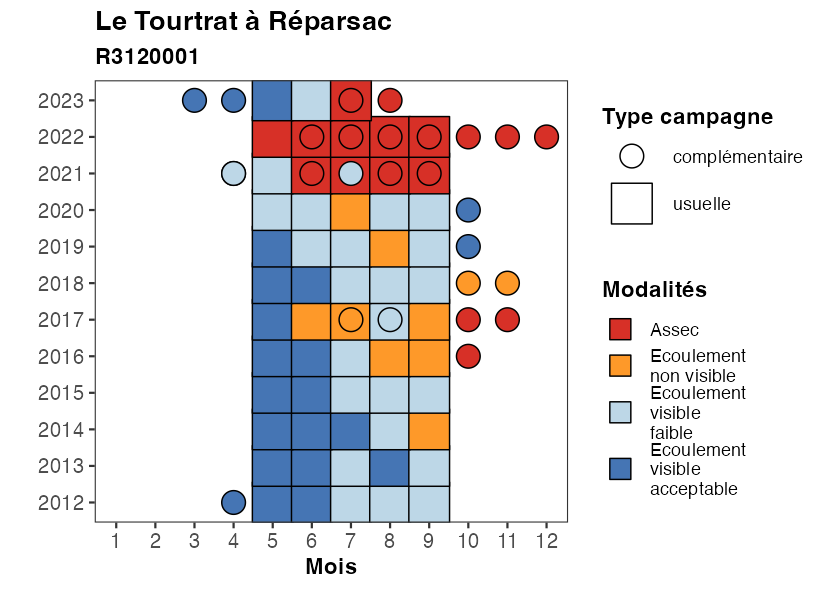 Le Tourtrat à Réparsac
R3120001
2023
2022
2021
2020
2019
2018
2017
2016
2015
2014
2013
2012
1 2 3 4 5 6 7 8 9 10 11 12
Mois
Type campagne
complémentaire
usuelle
Modalités
Assec
Ecoulement
non visible
Ecoulement
visible
faible
Ecoulement
visible
acceptable